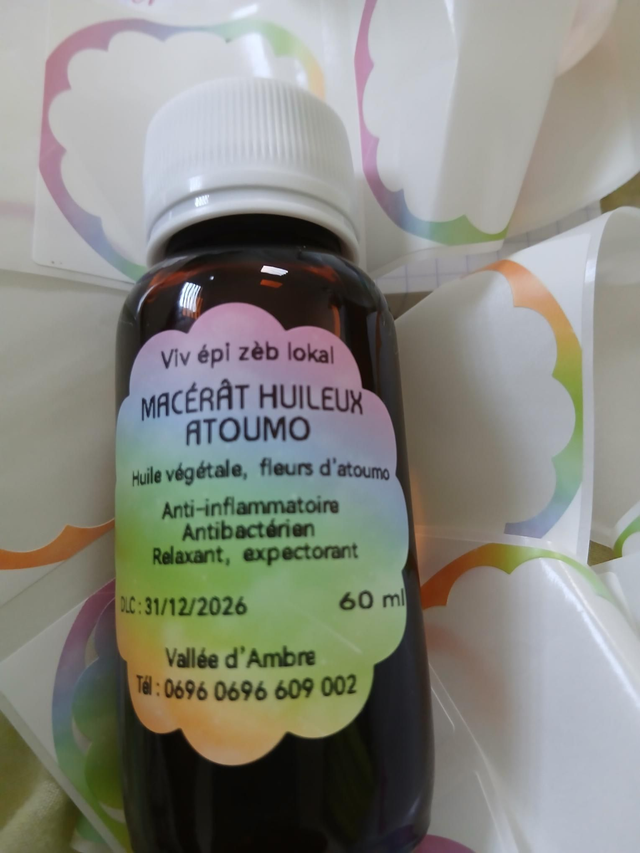 Viv épi zèb lokal
MACÉRÂT HUILEUX
ATOUMO
Huile végétale, fleurs d'atoumo
Anti-inflammatoire
Antibactérien
Relaxant, expectorant
DLC : 31/12/2026 60 ml
Vallée d'Ambre
Tél : 0696 0696 609 002